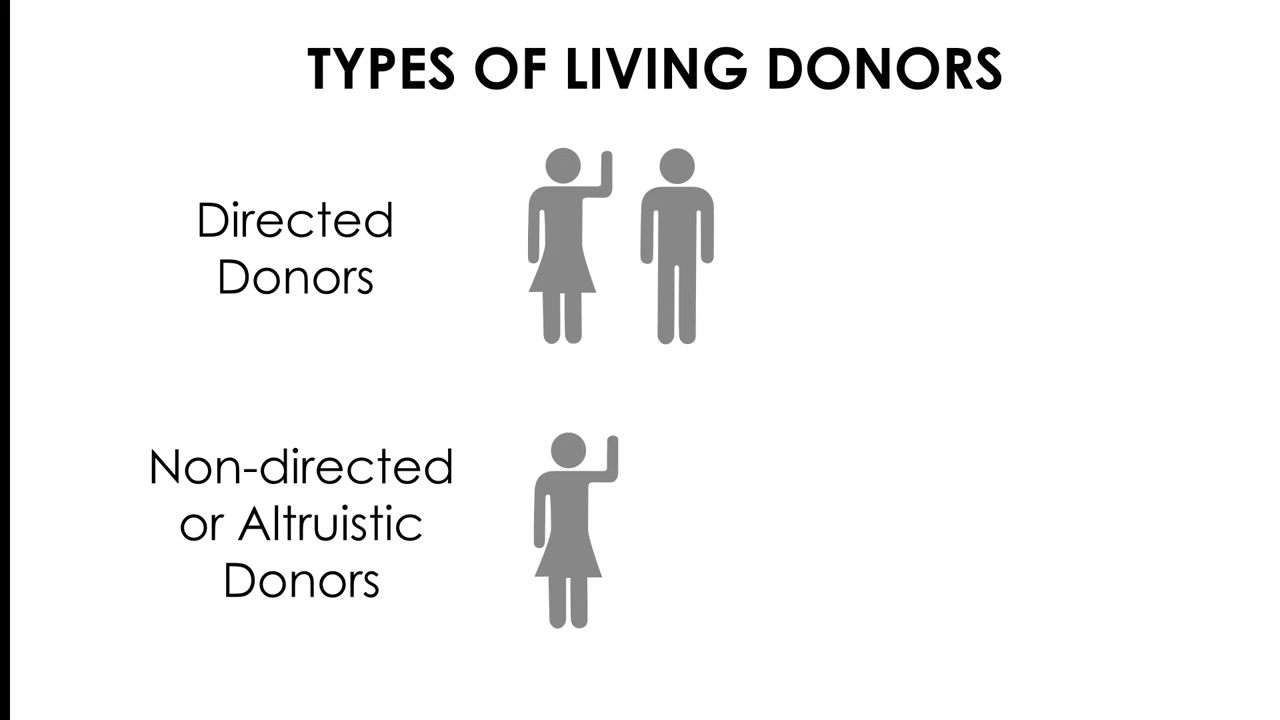 TYPES OF LIVING DONORS
Directed
Donors
Non-directed
or Altruistic
Donors